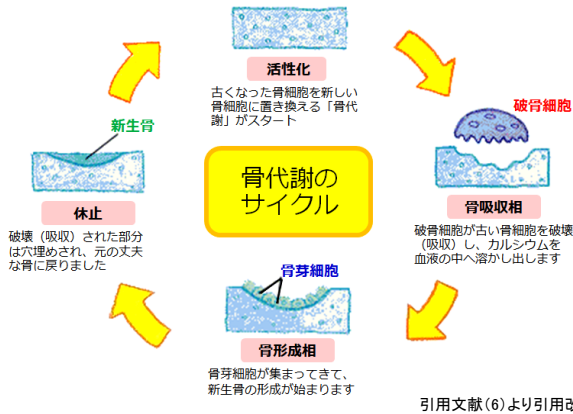 活性化
古くなった骨細胞を新しい
骨細胞に置き換える「骨代
謝」がスタート
破骨細胞
骨吸収相
破骨細胞が古い骨細胞を破壊
（吸収）し、カルシウムを
血液の中へ溶かし出します
骨代謝の
サイクル
新生骨
休止
破壊（吸収）された部分
は穴埋めされ、元の丈夫
な骨に戻りました
骨芽細胞
骨形成相
骨芽細胞が集まってきて、
新生骨の形成が始まります
引用文献（6）より引用改